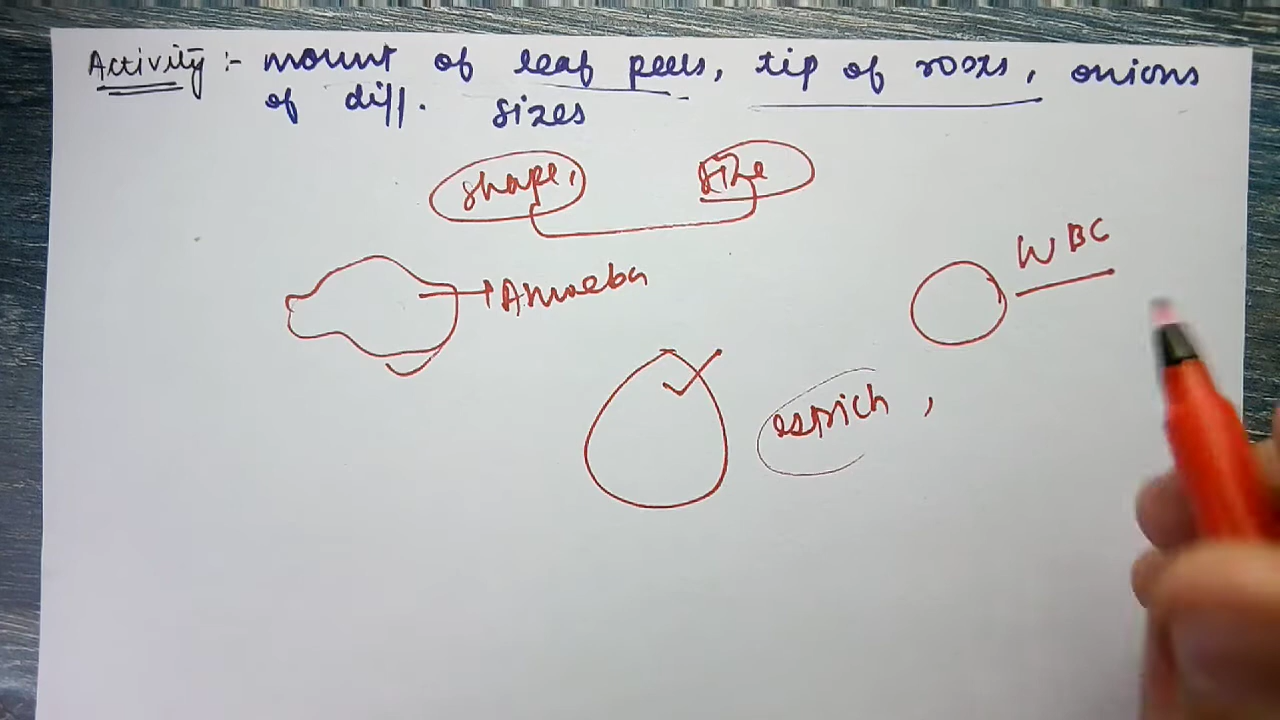 Activity :- mount of leaf peels, tip of roots, onions
of diff. sizes
shape, size
WBC
Amoeba
ostrich,